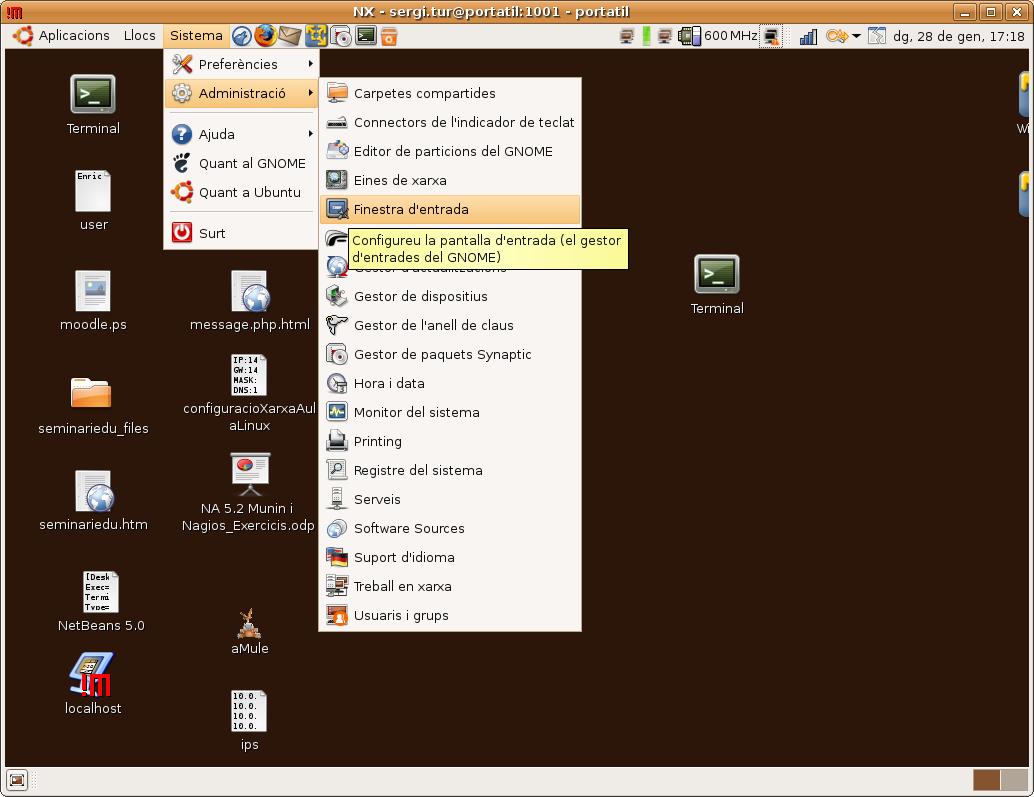 NX - sergi.tur@portatil:1001 - portatil
Aplicacions Llocs Sistema 600 MHz dg, 28 de gen, 17:18
Preferències
Administració
Ajuda
Quant al GNOME
Quant a Ubuntu
Surt
Carpetes compartides
Connectors de l'indicador de teclat
Editor de particions del GNOME
Eines de xarxa
Finestra d'entrada
Configureu la pantalla d'entrada (el gestor
d'entrades del GNOME)
Gestor d'actualitzacions
Gestor de dispositius
Gestor de l'anell de claus
Gestor de paquets Synaptic
Hora i data
Monitor del sistema
Printing
Registre del sistema
Serveis
Software Sources
Suport d'idioma
Treball en xarxa
Usuaris i grups
Terminal
Enric
user
moodle.ps
seminariedu_files
seminariedu.htm
[Desk
Exec=
Termi
Type=
NetBeans 5.0
localhost
message.php.html
IP:14
GW:14
MASK:
DNS:1
configuracioXarxaAul
aLinux
NA 5.2 Munin i
Nagios_Exercicis.odp
aMule
10.0.
10.0.
10.0.
10.0.
ips
Terminal
Wi